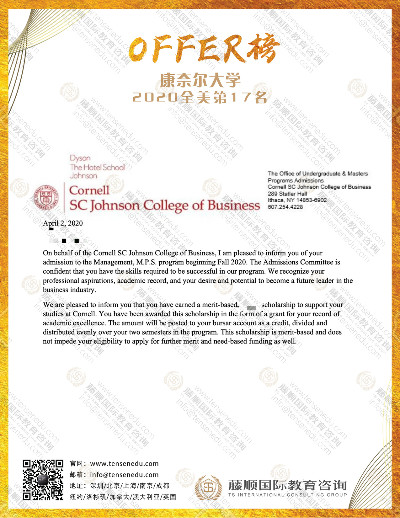 OFFER榜
康奈尔大学
2020全美第17名
Dyson
The Hotel School
Johnson
Cornell
SC Johnson College of Business
The Office of Undergraduate & Masters
Programs Admissions
Cornell SC Johnson College of Business
289 Statler Hall
Ithaca, NY 14853-6902
607.254.4228
April 2, 2020
On behalf of the Cornell SC Johnson College of Business, I am pleased to inform you of your
admission to the Management, M.P.S. program beginning Fall 2020. The Admissions Committee is
confident that you have the skills required to be successful in our program. We recognize your
professional aspirations, academic record, and your desire and potential to become a future leader in the
business industry.
We are pleased to inform you that you have earned a merit-based, scholarship to support your
studies at Cornell. You have been awarded this scholarship in the form of a grant for your record of
academic excellence. The amount will be posted to your bursar account as a credit, divided and
distributed evenly over your two semesters in the program. This scholarship is merit-based and does
not impede your eligibility to apply for further merit and need-based funding as well.
官网：www.tensenedu.com
邮箱：info@tensenedu.com
地址：深圳/北京/上海/南京/成都
纽约/洛杉矶/加拿大/澳大利亚/英国
藤顺国际教育咨询
TS INTERNATIONAL CONSULTING GROUP